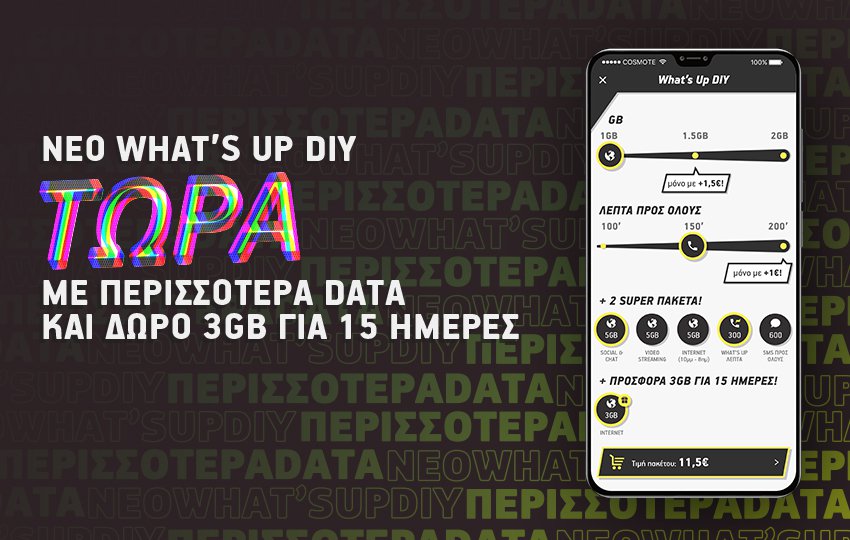 ΝΕΟ WHAT'S UP DIY
ΤΩΡΑ
ΜΕ ΠΕΡΙΣΣΟΤΕΡΑ DATA
ΚΑΙ ΔΩΡΟ 3GB ΓΙΑ 15 ΗΜΕΡΕΣ
COSMOTE 100%
What's Up DIY
GB
1GB 1.5GB 2GB
μόνο με +1,5€!
ΛΕΠΤΑ ΠΡΟΣ ΟΛΟΥΣ
100' 150' 200'
μόνο με +1€!
+ 2 SUPER ΠΑΚΕΤΑ!
5GB 5GB 5GB 300 600
SOCIAL & CHAT VIDEO STREAMING INTERNET (10μμ - 8πμ) WHAT'S UP ΛΕΠΤΑ SMS ΠΡΟΣ ΟΛΟΥΣ
+ ΠΡΟΣΦΟΡΑ 3GB ΓΙΑ 15 ΗΜΕΡΕΣ!
3GB
INTERNET
Τιμή πακέτου: 11,5€